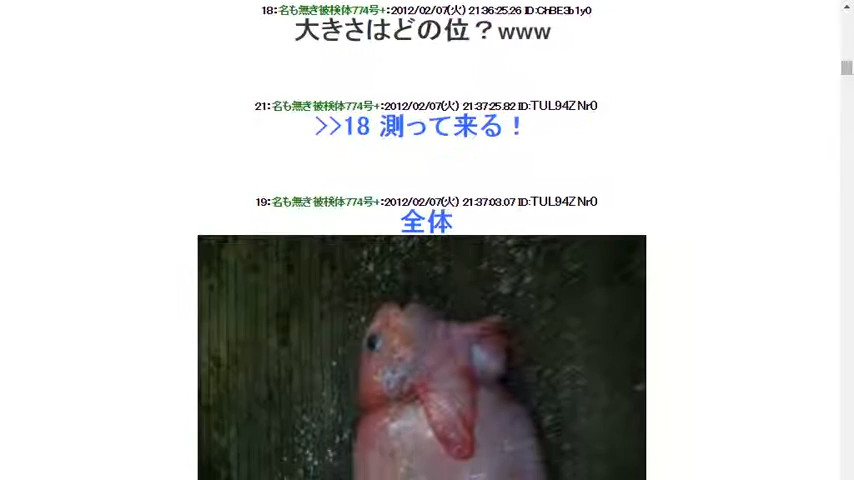 18：名も無き被検体774号+：2012/02/07(火) 21:36:25.26 ID:ChBE3b1y0
大きさはどの位？www
21：名も無き被検体774号+：2012/02/07(火) 21:37:25.82 ID:TUL94ZNr0
>>18 測って来る！
19：名も無き被検体774号+：2012/02/07(火) 21:37:03.07 ID:TUL94ZNr0
全体